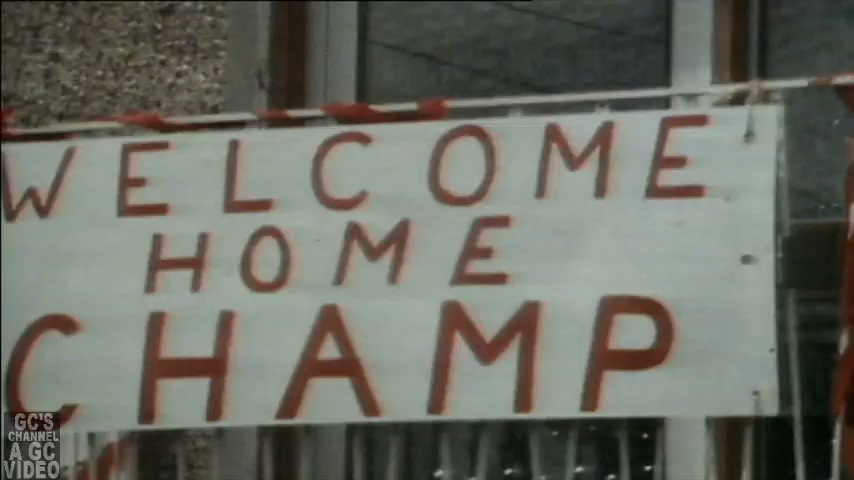 WELCOME
HOME
CHAMP
GC'S
CHANNEL
A GC
VIDEO